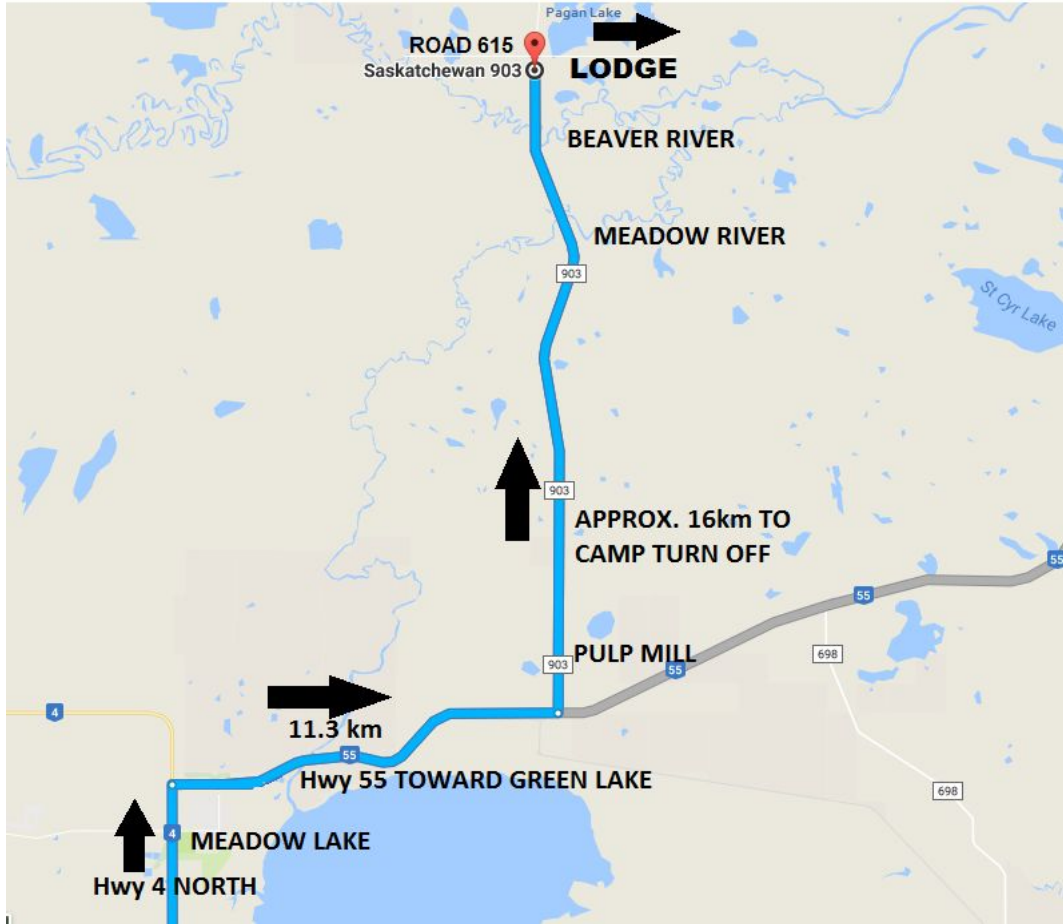 Pagan Lake
ROAD 615
Saskatchewan 903
LODGE
BEAVER RIVER
MEADOW RIVER
903
St Cyr Lake
903
APPROX. 16km TO
CAMP TURN OFF
55
55
PULP MILL
903
55
698
4
11.3 km
55
Hwy 55 TOWARD GREEN LAKE
698
4
MEADOW LAKE
Hwy 4 NORTH